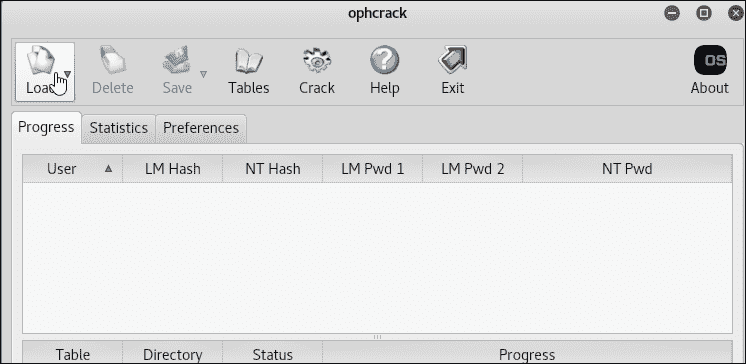 ophcrack
Load Delete Save Tables Crack Help Exit OS About
Progress Statistics Preferences
User LM Hash NT Hash LM Pwd 1 LM Pwd 2 NT Pwd
Table Directory Status Progress